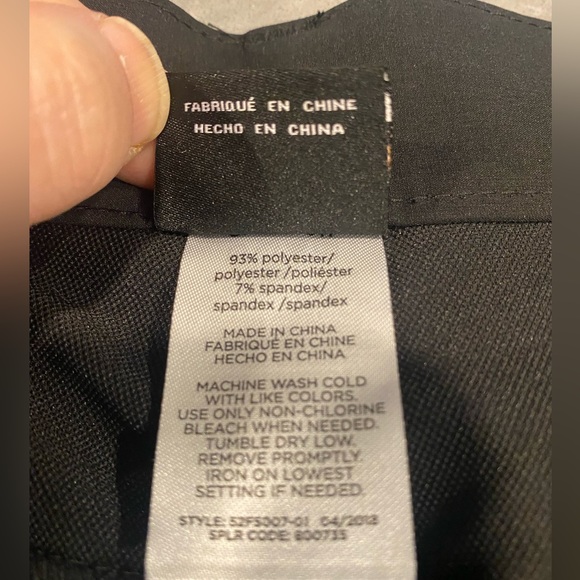 FABRIQUÉ EN CHINE
HECHO EN CHINA
93% polyester/
polyester /poliéster
7% spandex/
spandex /spandex
MADE IN CHINA
FABRIQUÉ EN CHINE
HECHO EN CHINA
MACHINE WASH COLD
WITH LIKE COLORS.
USE ONLY NON-CHLORINE
BLEACH WHEN NEEDED.
TUMBLE DRY LOW.
REMOVE PROMPTLY.
IRON ON LOWEST
SETTING IF NEEDED.
STYLE: 52FS007-01 04/2018
SPLR CODE: 800735